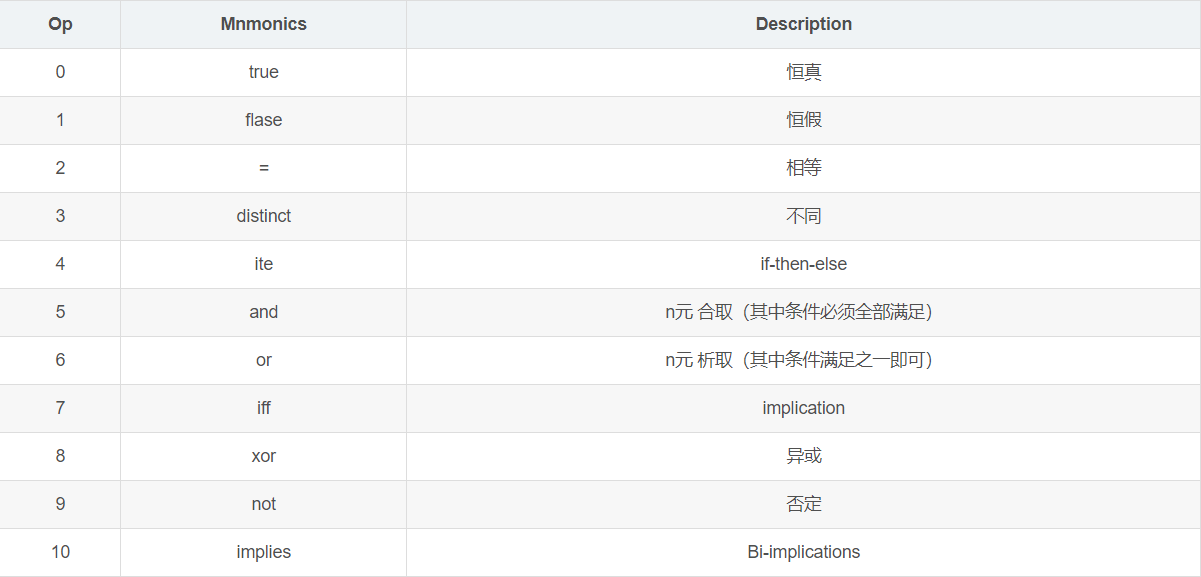 Op Mnmonics Description
0 true 恒真
1 flase 恒假
2 = 相等
3 distinct 不同
4 ite if-then-else
5 and n元 合取（其中条件必须全部满足）
6 or n元 析取（其中条件满足之一即可）
7 iff implication
8 xor 异或
9 not 否定
10 implies Bi-implications